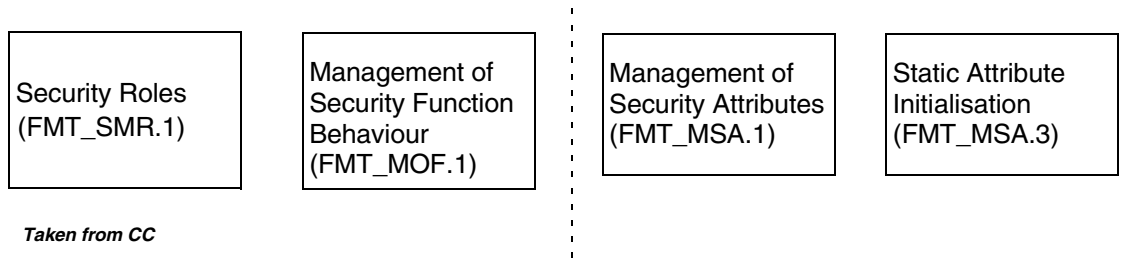 Security Roles
(FMT_SMR.1)
Management of
Security Function
Behaviour
(FMT_MOF.1)
Management of
Security Attributes
(FMT_MSA.1)
Static Attribute
Initialisation
(FMT_MSA.3)
Taken from CC